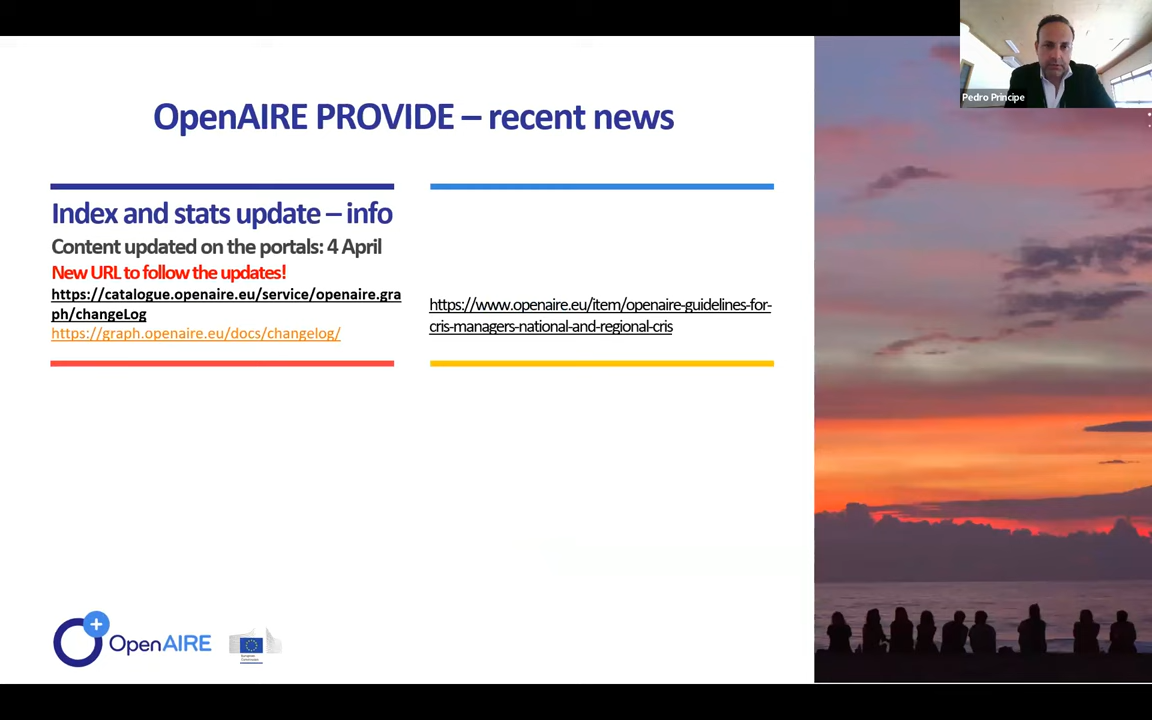 Pedro Príncipe
OpenAIRE PROVIDE – recent news
Index and stats update – info
Content updated on the portals: 4 April
New URL to follow the updates!
https://catalogue.openaire.eu/service/openaire.gra
ph/changeLog
https://graph.openaire.eu/docs/changelog/
https://www.openaire.eu/item/openaire-guidelines-for-
cris-managers-national-and-regional-cris
OpenAIRE